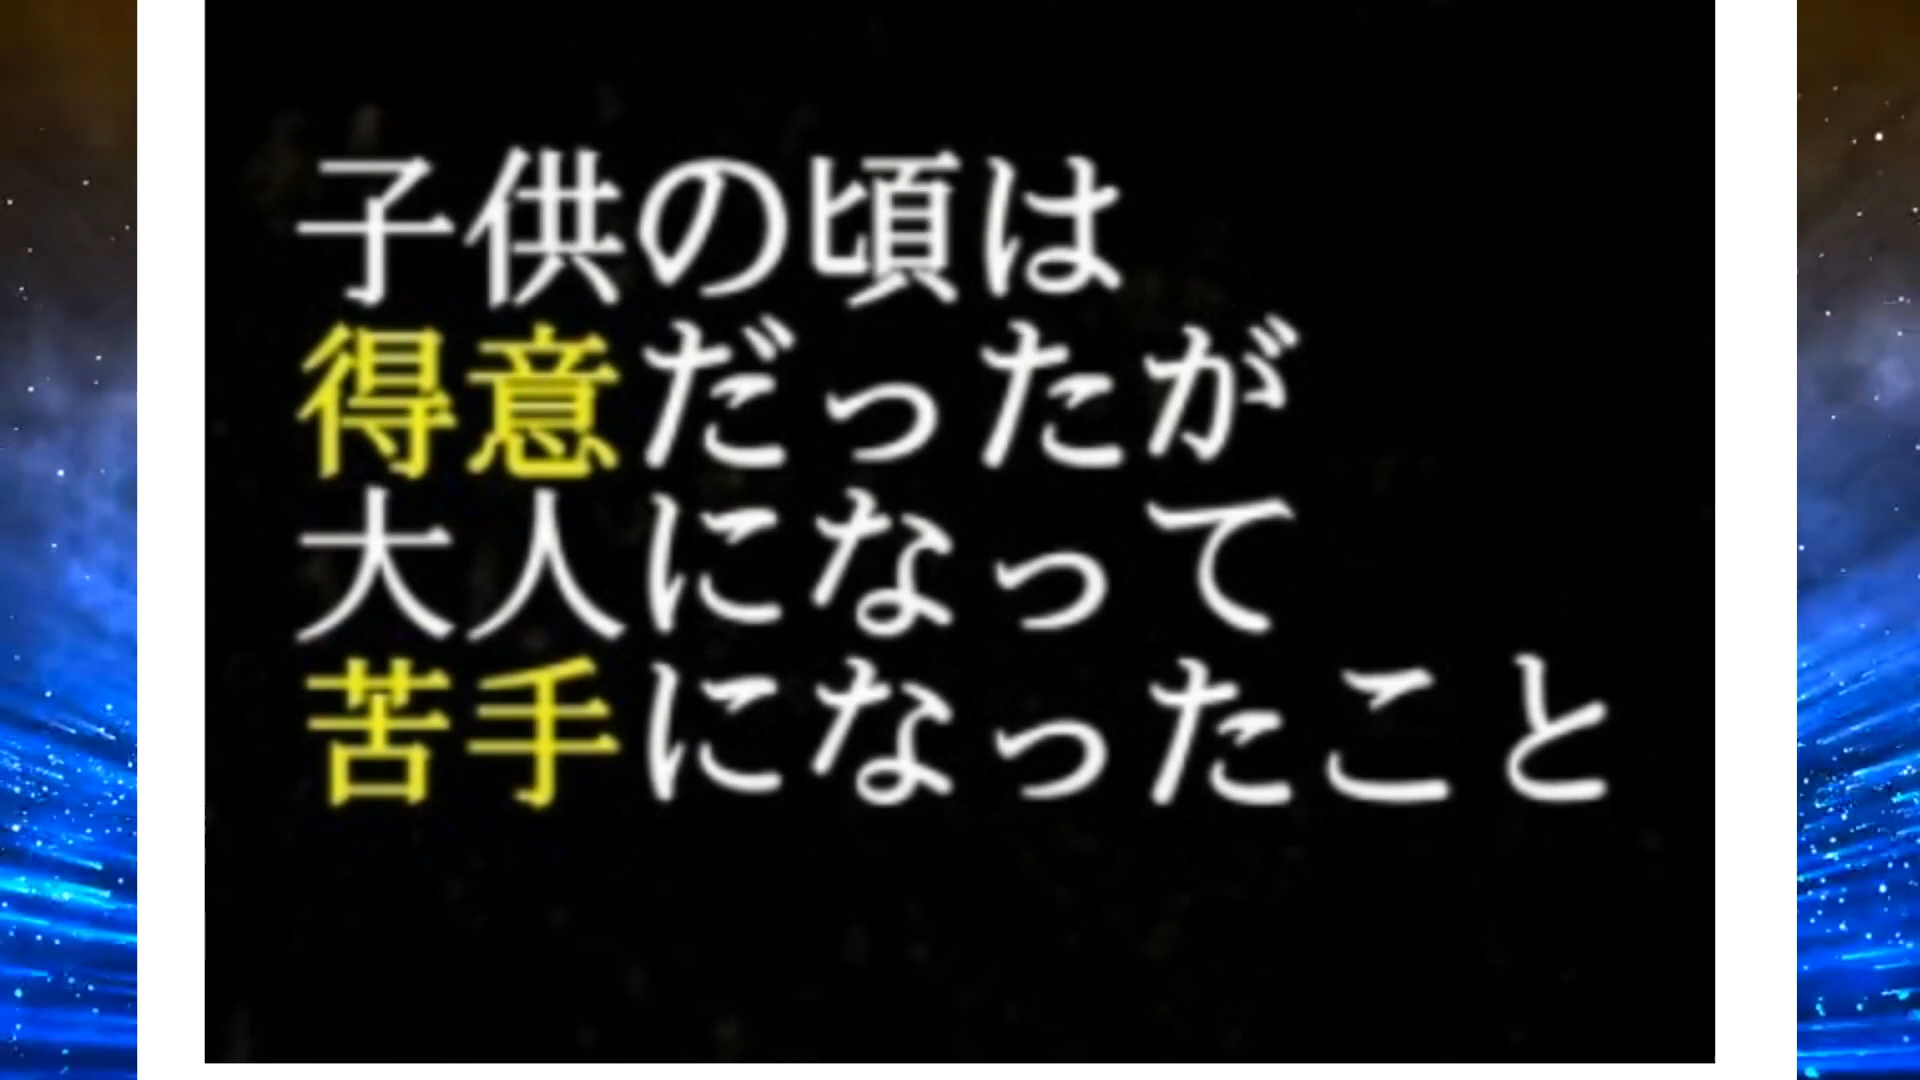 子供の頃は
得意だったが
大人になって
苦手になったこと